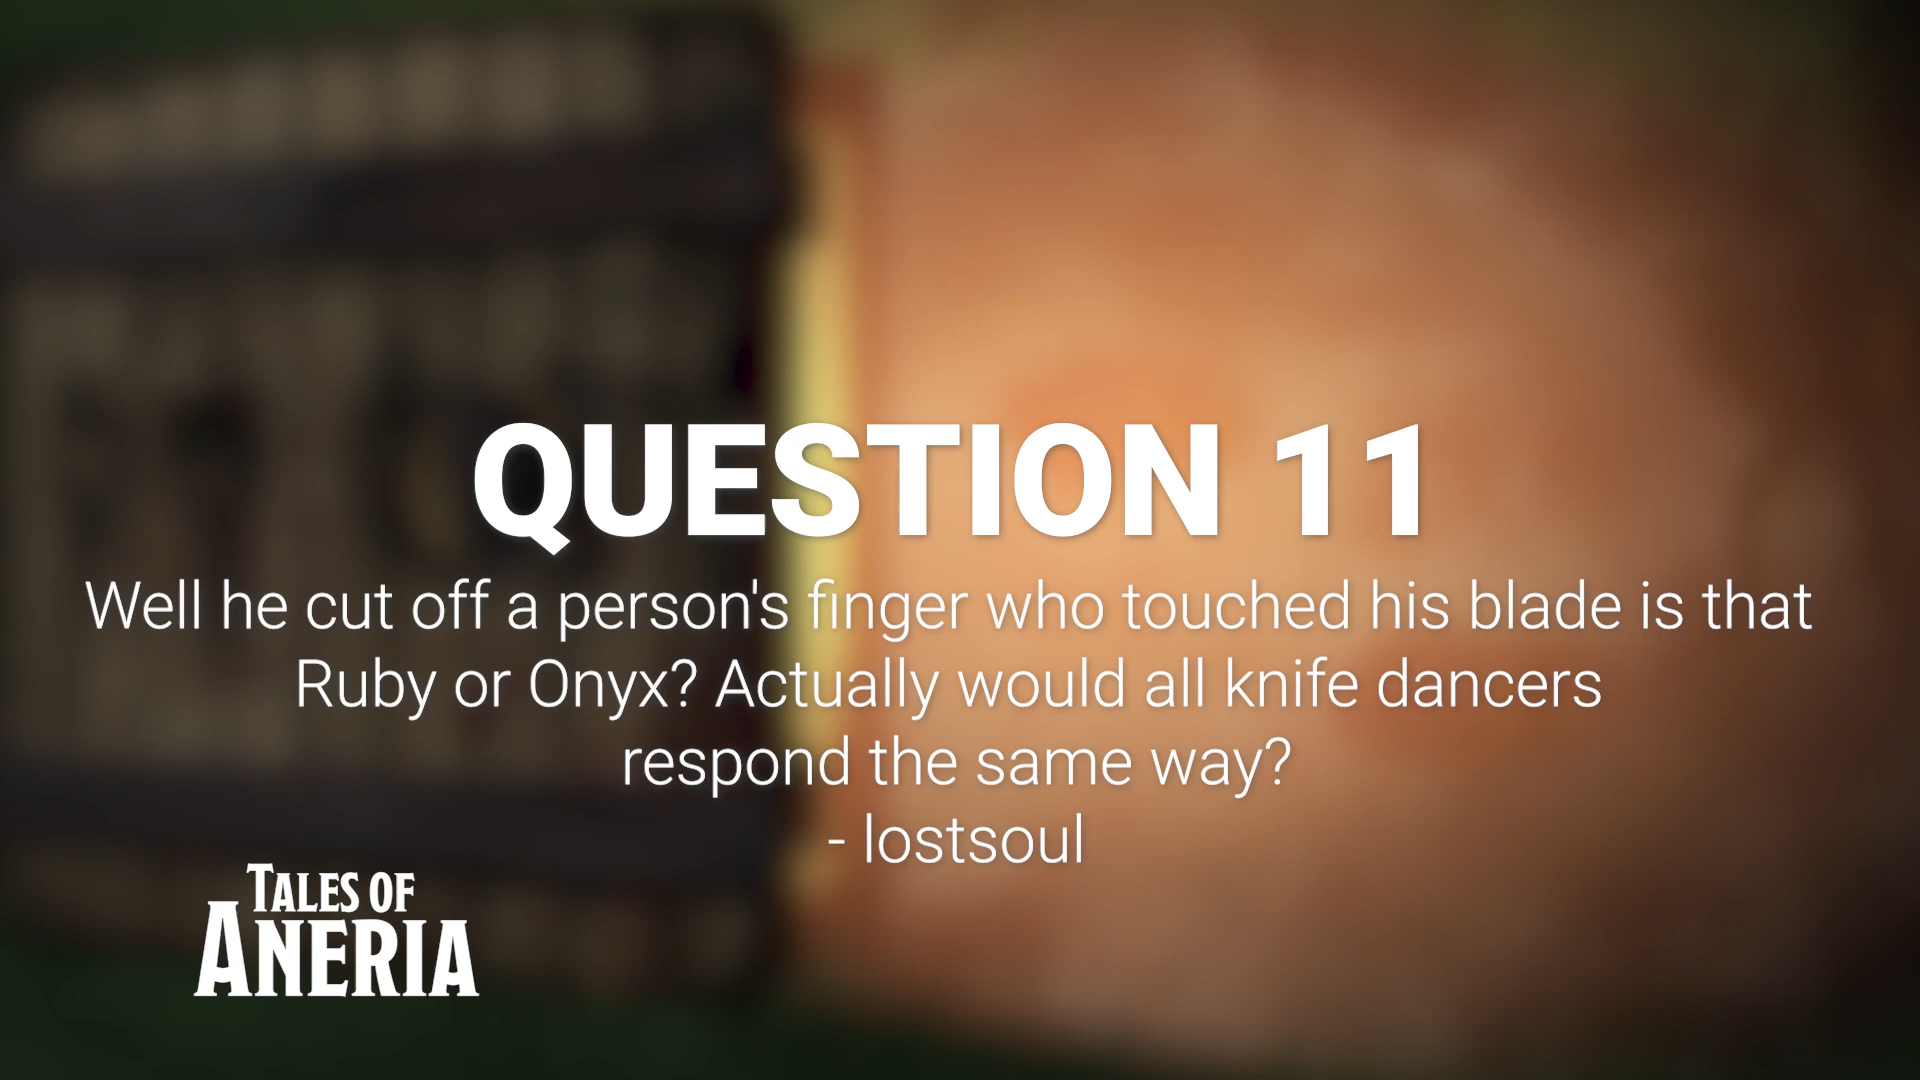 QUESTION 11
Well he cut off a person's finger who touched his blade is that
Ruby or Onyx? Actually would all knife dancers
respond the same way?
- lostsoul
TALES OF
ANERIA